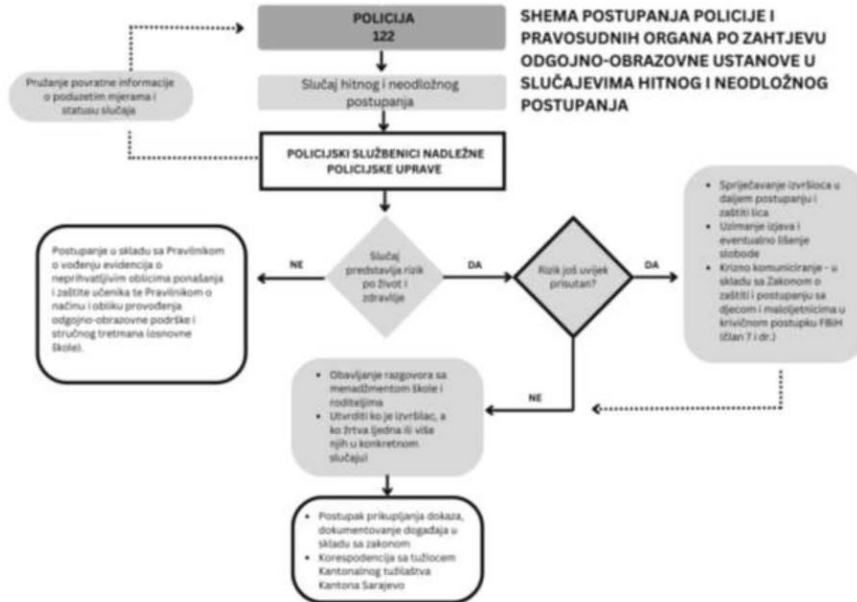 POLICIJA
122
SHEMA POSTUPANJA POLICIJE I
PRAVOSUDNIH ORGANA PO ZAHTJEVU
ODGOJNO-OBRAZOVNE USTANOVE U
SLUČAJEVIMA HITNOG I NEODLOŽNOG
POSTUPANJA
Slučaj hitnog i neodložnog
postupanja
Pružanje povratne informacije
o poduzetim mjerama i
statusu slučaja
POLICIJSKI SLUŽBENICI NADLEŽNE
POLICIJSKE UPRAVE
Slučaj
predstavlja rizik
po život i
zdravlje
NE
DA
Postupanje u skladu sa Pravilnikom
o vođenju evidencija o
neprihvatljivim oblicima ponašanja
i zaštite učenika te Pravilnikom o
načinu i obliku provođenja
odgojno-obrazovne podrške i
stručnog tretmana (osnovne
škole).
Rizik još uvijek
prisutan?
DA
NE
• Spriječavanje izvršioca u
daljem postupanju i
zaštiti lica
• Uzimanje izjava i
eventualno lišenje
slobode
• Krizno komuniciranje - u
skladu sa Zakonom o
zaštiti i postupanju sa
djecom i maloljetnicima u
krivičnom postupku FBiH
(član 7 i dr.)
• Obavljanje razgovora sa
menadžmentom škole i
roditeljima
• Utvrditi ko je izvršilac, a
ko žrtva (jedna ili više
njih u konkretnom
slučaju)
• Postupak prikupljanja dokaza,
dokumentovanje događaja u
skladu sa zakonom
• Korespodencija sa tužiocem
Kantonalnog tužilaštva
Kantona Sarajevo